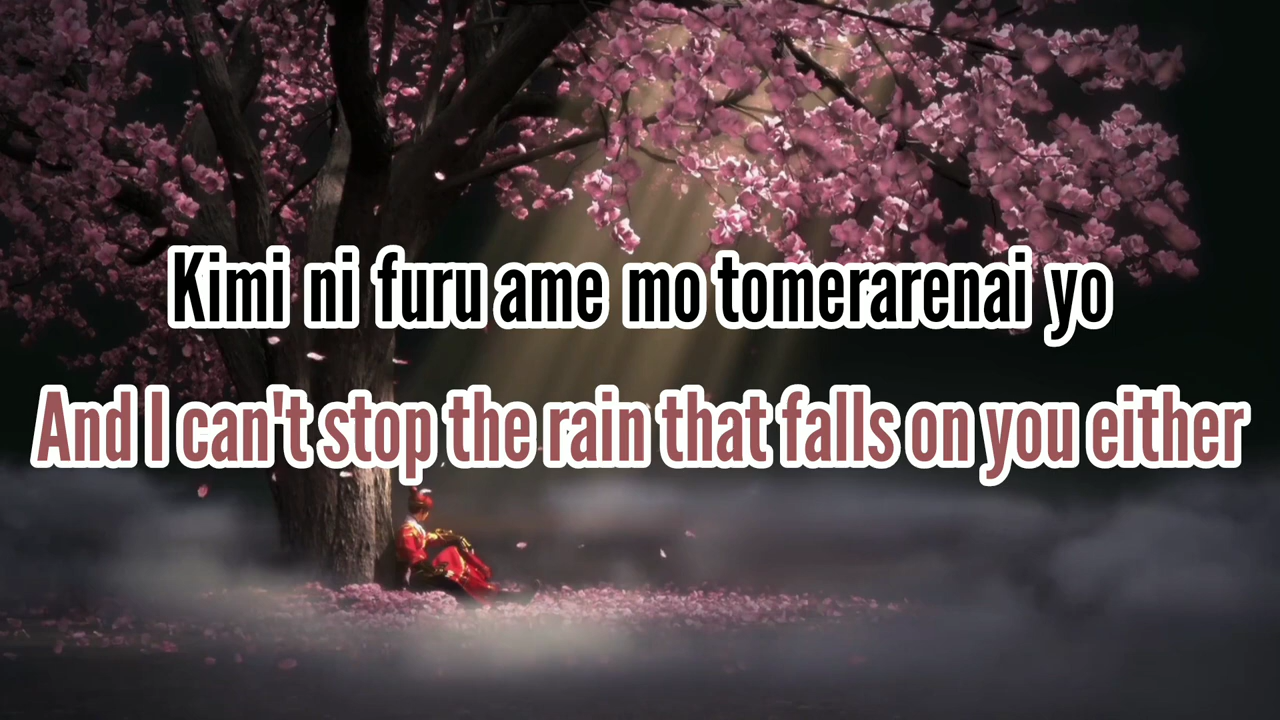 Kimi ni furu ame mo tomerarenai yo
And I can't stop the rain that falls on you either